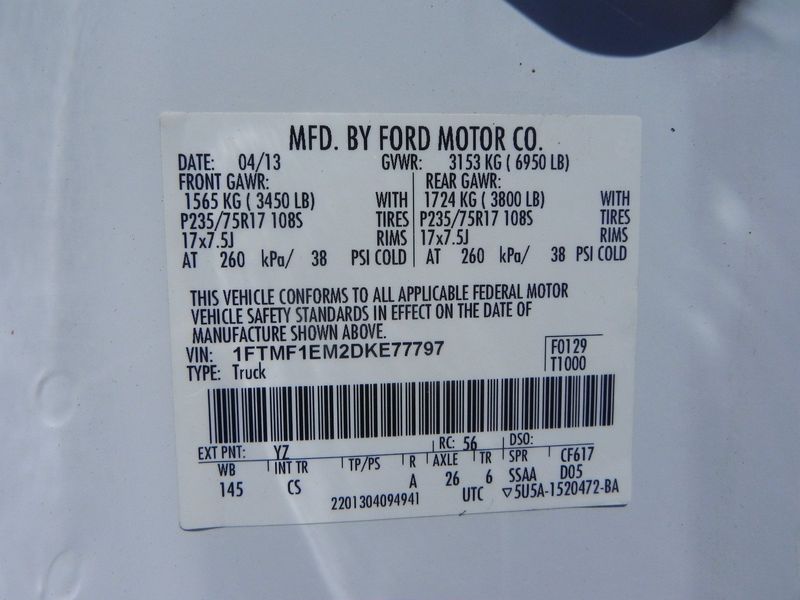 MFD. BY FORD MOTOR CO.
DATE: 04/13 GVWR: 3153 KG ( 6950 LB)
FRONT GAWR: REAR GAWR:
1565 KG ( 3450 LB) WITH 1724 KG ( 3800 LB) WITH
P235/75R17 108S TIRES P235/75R17 108S TIRES
17x7.5J RIMS 17x7.5J RIMS
AT 260 kPa/ 38 PSI COLD AT 260 kPa/ 38 PSI COLD
THIS VEHICLE CONFORMS TO ALL APPLICABLE FEDERAL MOTOR
VEHICLE SAFETY STANDARDS IN EFFECT ON THE DATE OF
MANUFACTURE SHOWN ABOVE.
VIN: 1FTMF1EM2DKE77797 F0129
TYPE: Truck T1000
EXT PNT: YZ RC: 56 DSO:
WB INT TR TP/PS R AXLE TR SPR CF617
145 CS A 26 6 SSAA D05
2201304094941 UTC ▽5U5A-1520472-BA